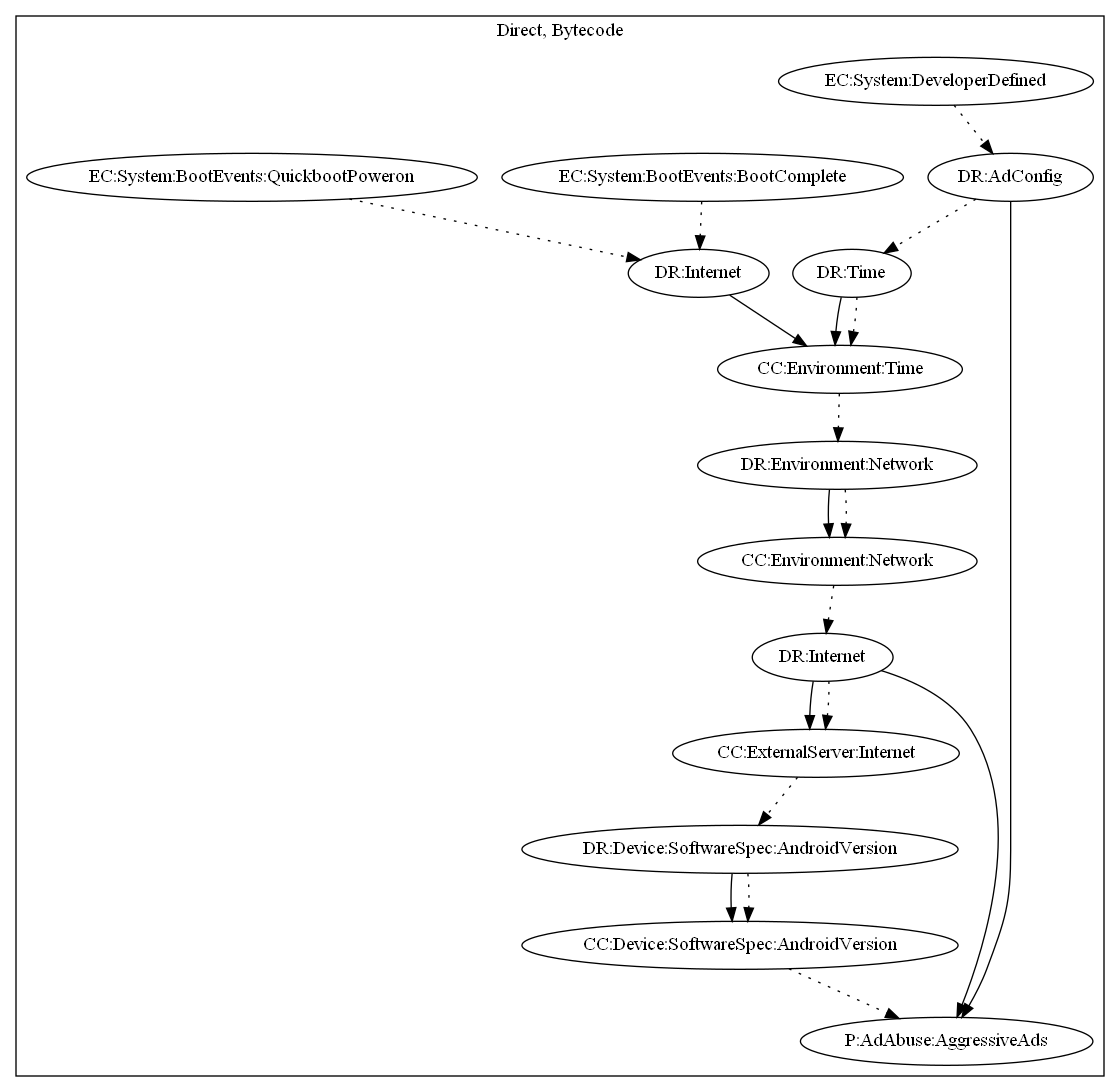 Direct, Bytecode
EC:System:DeveloperDefined
EC:System:BootEvents:QuickbootPoweron
EC:System:BootEvents:BootComplete
DR:AdConfig
DR:Internet
DR:Time
CC:Environment:Time
DR:Environment:Network
CC:Environment:Network
DR:Internet
CC:ExternalServer:Internet
DR:Device:SoftwareSpec:AndroidVersion
CC:Device:SoftwareSpec:AndroidVersion
P:AdAbuse:AggressiveAds